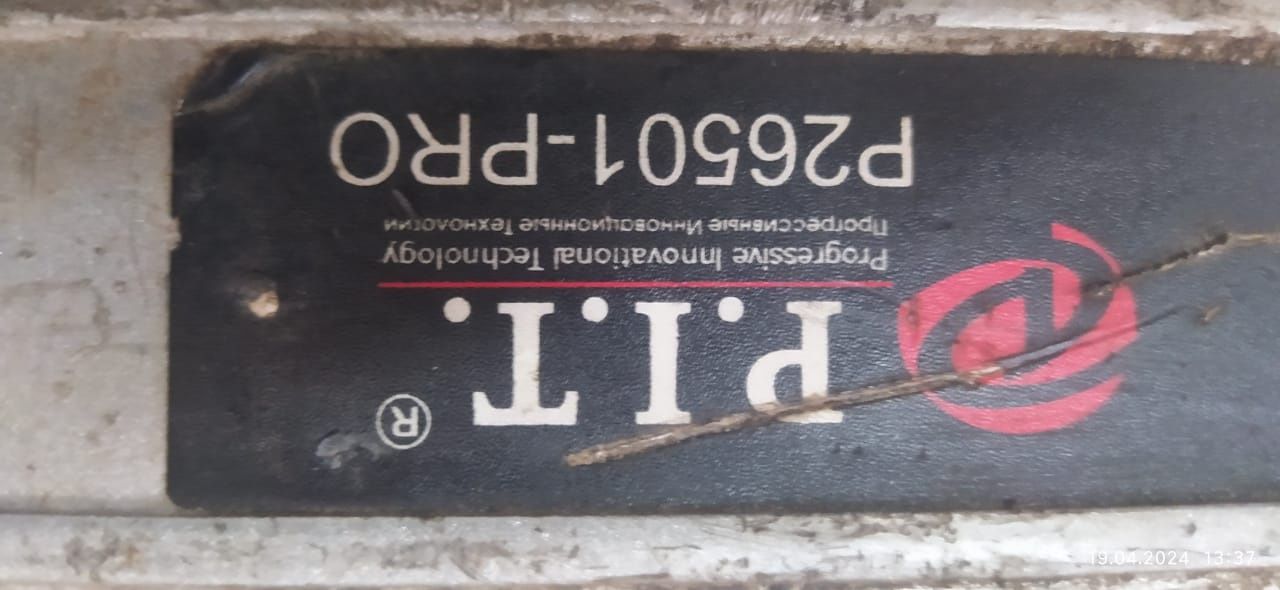 P.I.T. ®
Progressive Innovational Technology
Прогрессивные Инновационные Технологии
P26501-PRO
19.04.2024 13:37